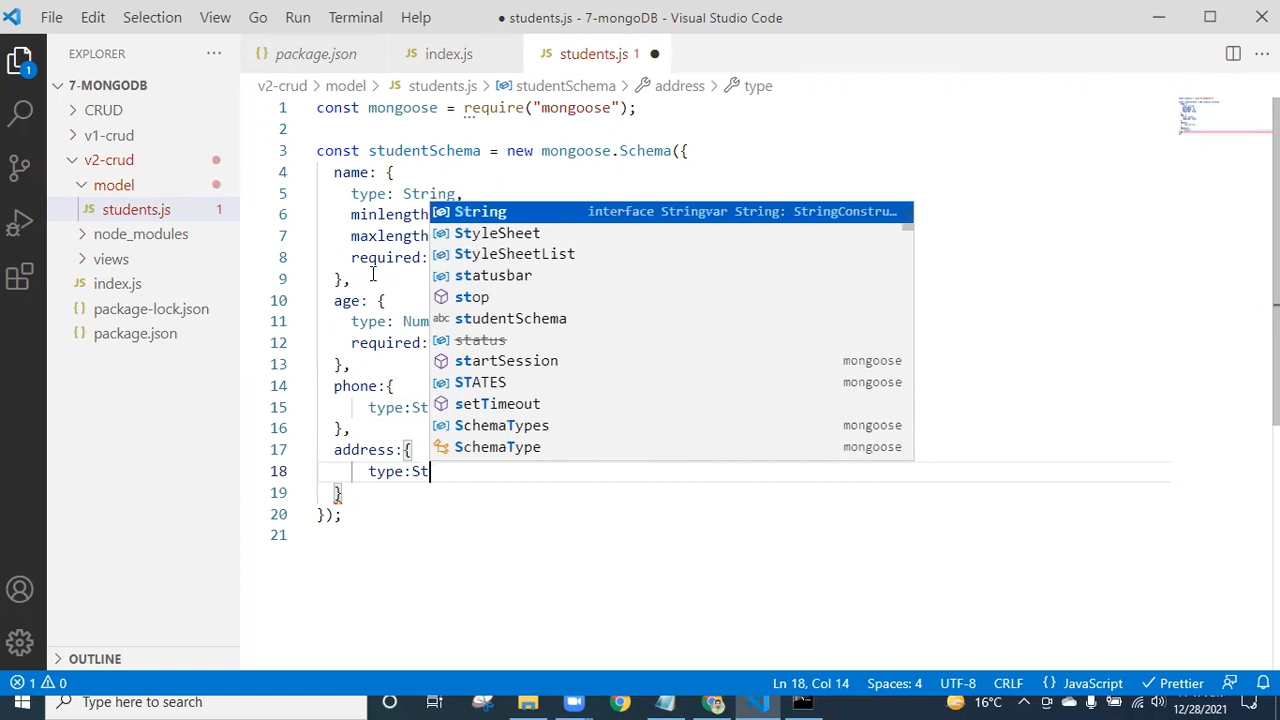 File Edit Selection View Go Run Terminal Help
● students.js - 7-mongoDB - Visual Studio Code
EXPLORER
package.json
index.js
students.js 1
7-MONGODB
CRUD
v1-crud
v2-crud
model
students.js 1
node_modules
views
index.js
package-lock.json
package.json
OUTLINE
v2-crud > model > JS students.js > studentSchema > address > type
1 const mongoose = require("mongoose");
2
3 const studentSchema = new mongoose.Schema({
4 name: {
5 type: String,
6 minlength
7 maxlength
8 required:
9 },
10 age: {
11 type: Num
12 required:
13 },
14 phone:{
15 type:St
16 },
17 address:{
18 type:St
19 }
20 });
21
String interface Stringvar String: StringConstru…
StyleSheet
StyleSheetList
statusbar
stop
abc studentSchema
status
startSession mongoose
STATES mongoose
setTimeout
SchemaTypes mongoose
SchemaType mongoose
1 0 Ln 18, Col 14 Spaces: 4 UTF-8 CRLF {} JavaScript Prettier
Type here to search
16°C
12/28/2021